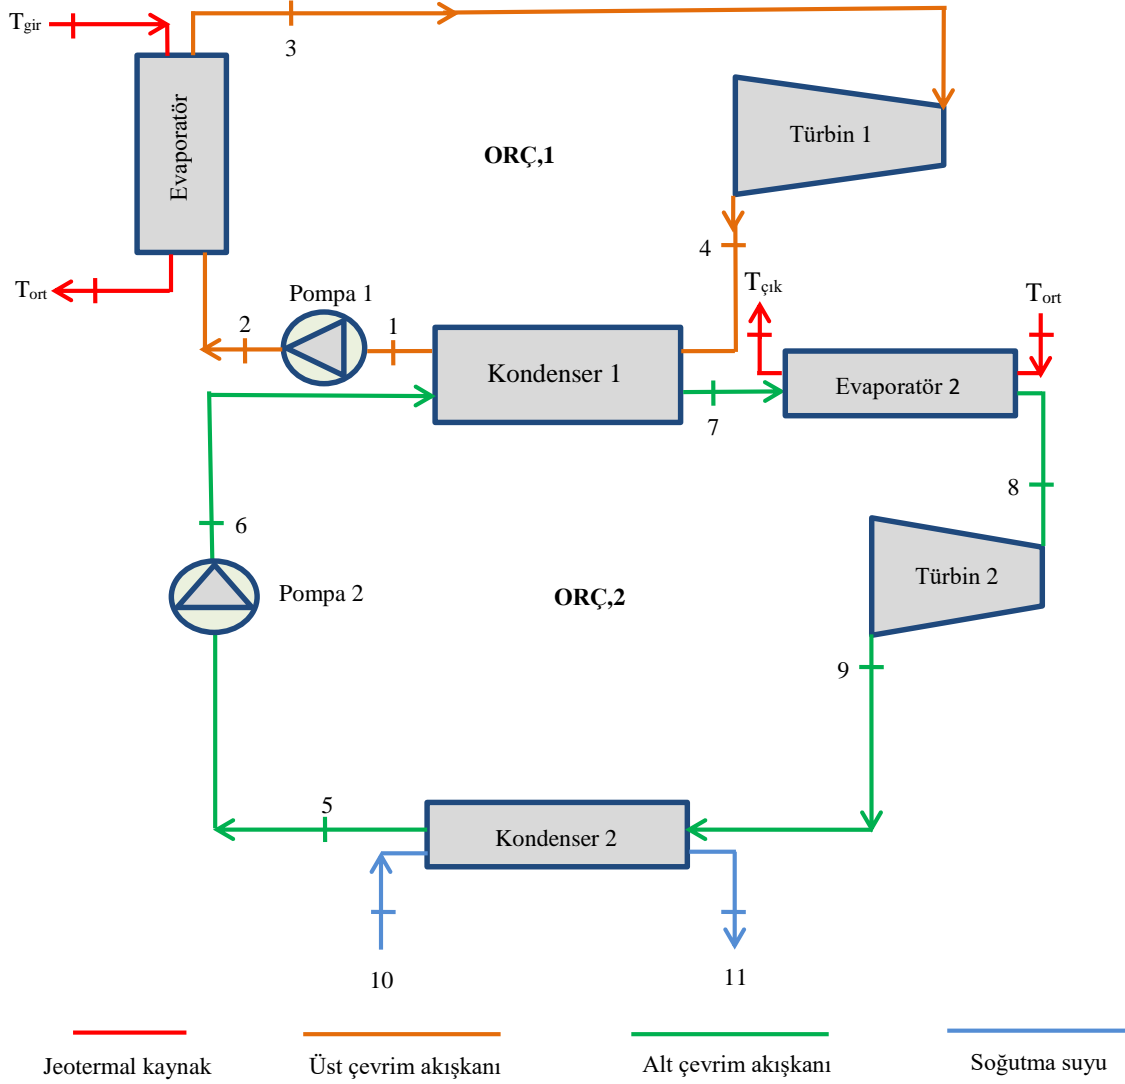 Tgir
3
Evaporatör
Türbin 1
ORÇ,1
4
Tort
Pompa 1
Tçık
Tort
2
1
Kondenser 1
Evaporatör 2
7
8
6
Türbin 2
Pompa 2
ORÇ,2
9
5
Kondenser 2
10
11
Jeotermal kaynak
Üst çevrim akışkanı
Alt çevrim akışkanı
Soğutma suyu